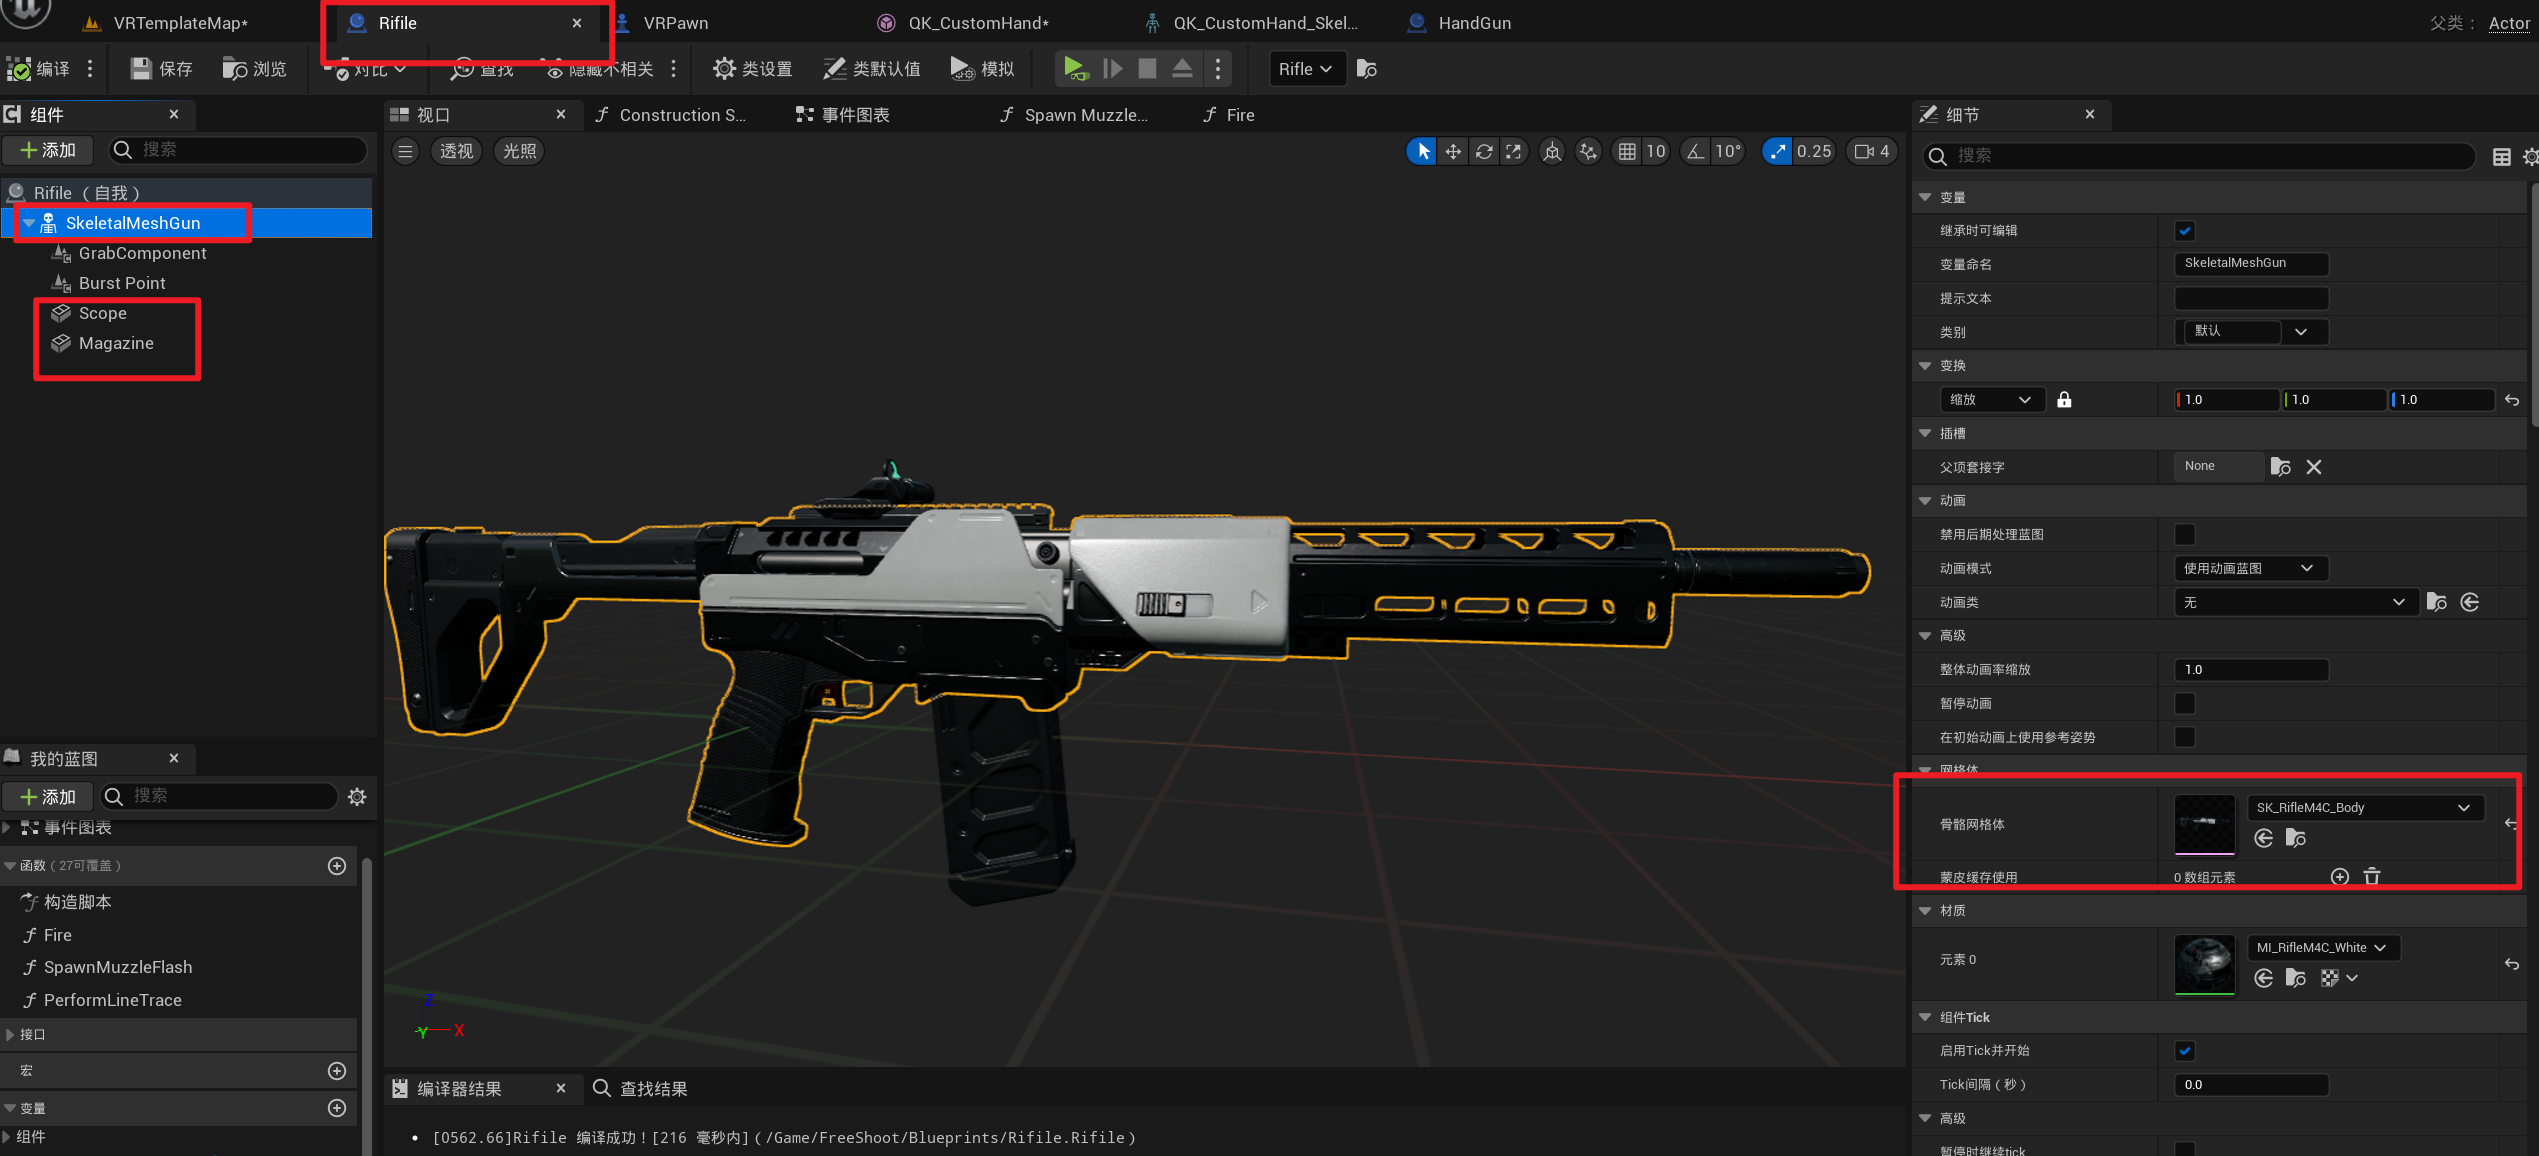 VRTemplateMap*
Rifile
VRPawn
QK_CustomHand*
QK_CustomHand_Skel...
HandGun
父类：
Actor
编译
保存
浏览
对比
查找
隐藏不相关
类设置
类默认值
模拟
Rifle
组件
添加
搜索
Rifile （自我）
SkeletalMeshGun
GrabComponent
Burst Point
Scope
Magazine
我的蓝图
添加
搜索
事件图表
函数（27可覆盖）
构造脚本
Fire
SpawnMuzzleFlash
PerformLineTrace
接口
宏
变量
组件
视口
Construction S...
事件图表
Spawn Muzzle...
Fire
透视
光照
10
10°
0.25
4
Z
Y
X
编译器结果
查找结果
[0562.66]Rifile 编译成功！[216 毫秒内]（/Game/FreeShoot/Blueprints/Rifile.Rifile）
细节
搜索
变量
继承时可编辑
变量命名
SkeletalMeshGun
提示文本
类别
默认
变换
缩放
1.0
1.0
1.0
插槽
父项套接字
None
动画
禁用后期处理蓝图
动画模式
使用动画蓝图
动画类
无
高级
整体动画率缩放
1.0
暂停动画
在初始动画上使用参考姿势
网格体
骨骼网格体
SK_RifleM4C_Body
蒙皮缓存使用
0 数组元素
材质
元素 0
MI_RifleM4C_White
组件Tick
启用Tick并开始
Tick间隔（秒）
0.0
高级
暂停时继续tick